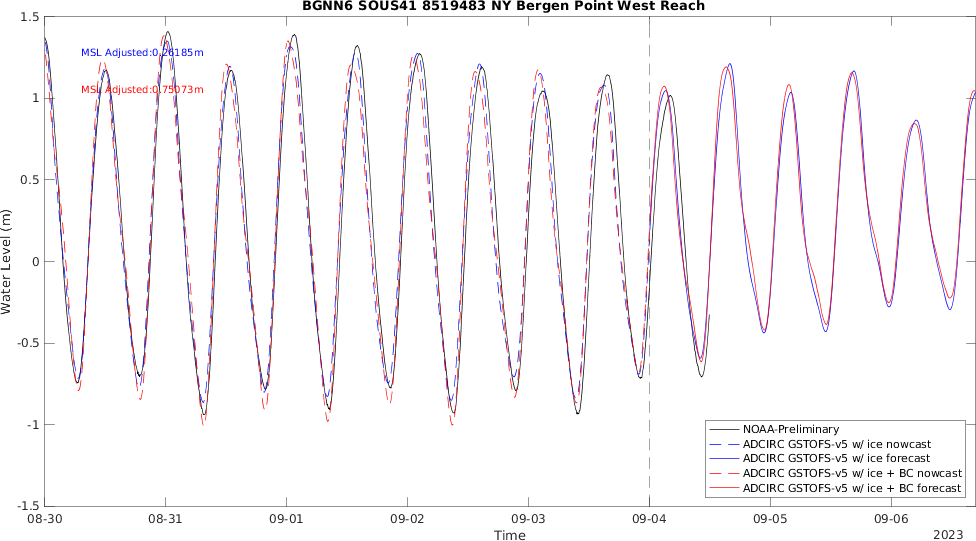 BGNN6 SOUS41 8519483 NY Bergen Point West Reach
1.5
MSL Adjusted:0.26185m
MSL Adjusted:0.75073m
1
0.5
Water Level (m)
0
-0.5
-1
NOAA-Preliminary
ADCIRC GSTOFS-v5 w/ ice nowcast
ADCIRC GSTOFS-v5 w/ ice forecast
ADCIRC GSTOFS-v5 w/ ice + BC nowcast
ADCIRC GSTOFS-v5 w/ ice + BC forecast
-1.5
08-30 08-31 09-01 09-02 09-03 09-04 09-05 09-06
Time
2023